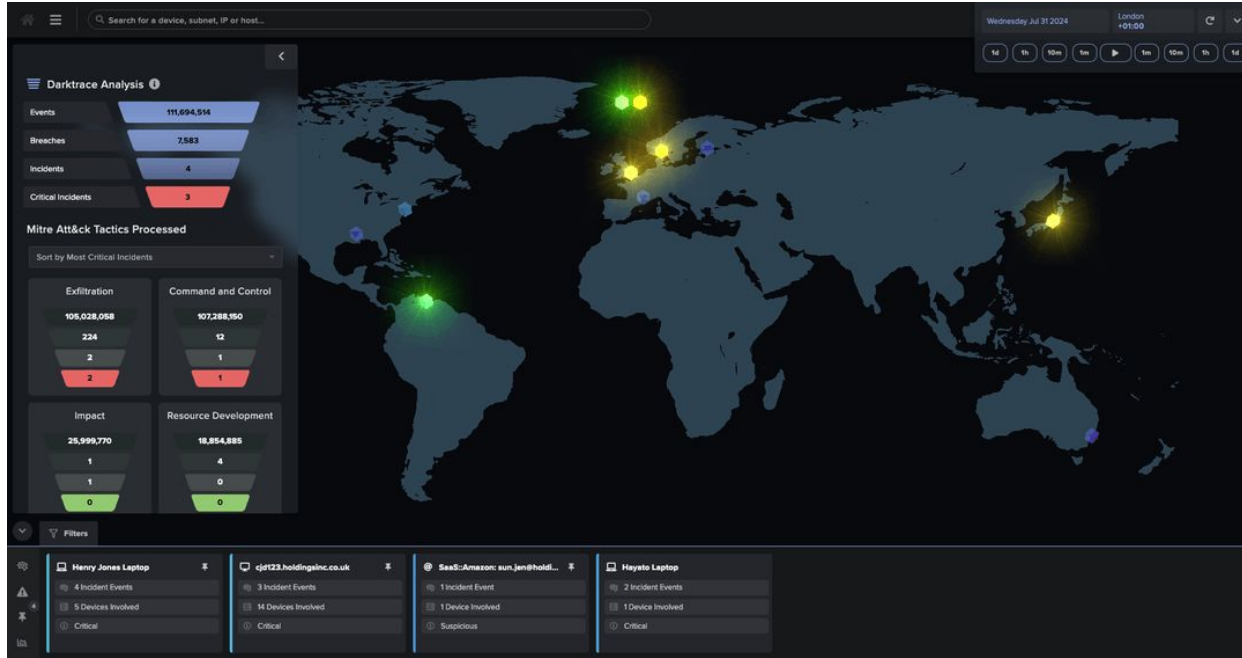 Search for a device, subnet, IP or host...
Wednesday Jul 31 2024
London
+01:00
1d
1h
10m
1m
1m
10m
1h
1d
Darktrace Analysis
Events 111,694,514
Breaches 7,583
Incidents 4
Critical Incidents 3
Mitre Att&ck Tactics Processed
Sort by Most Critical Incidents
Exfiltration
105,028,058
224
2
2
Command and Control
107,288,150
12
1
1
Impact
25,999,770
1
1
0
Resource Development
18,854,885
4
0
0
Filters
4
Henry Jones Laptop
4 Incident Events
5 Devices Involved
Critical
cjd123.holdingsinc.co.uk
3 Incident Events
14 Devices Involved
Critical
@ SaaS::Amazon: sun.jen@holdi...
1 Incident Event
1 Device Involved
Suspicious
Hayato Laptop
2 Incident Events
1 Device Involved
Critical